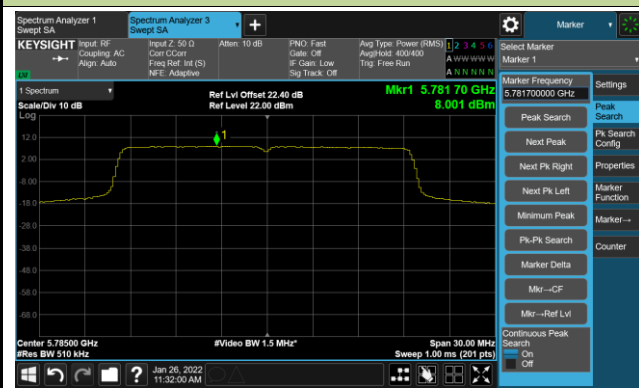 Spectrum Analyzer 1
Swept SA
Spectrum Analyzer 3
Swept SA
+
Marker
KEYSIGHT
Input: RF
Coupling: AC
Align: Auto
Input Z: 50 Ω
Corr CCorr
Freq Ref: Int (S)
NFE: Adaptive
Atten: 10 dB
PNO: Fast
Gate: Off
IF Gain: Low
Sig Track: Off
Avg Type: Power (RMS)
Avg|Hold: 400/400
Trig: Free Run
1 2 3 4 5 6
A W W W W W
A N N N N N
LXI
Select Marker
Marker 1
1 Spectrum
Scale/Div 10 dB
Log
Ref Lvl Offset 22.40 dB
Ref Level 22.00 dBm
Mkr1 5.781 70 GHz
8.001 dBm
1
12.0
2.00
-8.00
-18.0
-28.0
-38.0
-48.0
-58.0
-68.0
Center 5.78500 GHz
#Res BW 510 kHz
#Video BW 1.5 MHz*
Span 30.00 MHz
Sweep 1.00 ms (201 pts)
Marker Frequency
5.781700000 GHz
Peak Search
Next Peak
Next Pk Right
Next Pk Left
Minimum Peak
Pk-Pk Search
Marker Delta
Mkr→CF
Mkr→Ref Lvl
Continuous Peak
Search
On
Off
Settings
Peak
Search
Pk Search
Config
Properties
Marker
Function
Marker→
Counter
?
Jan 26, 2022
11:32:00 AM